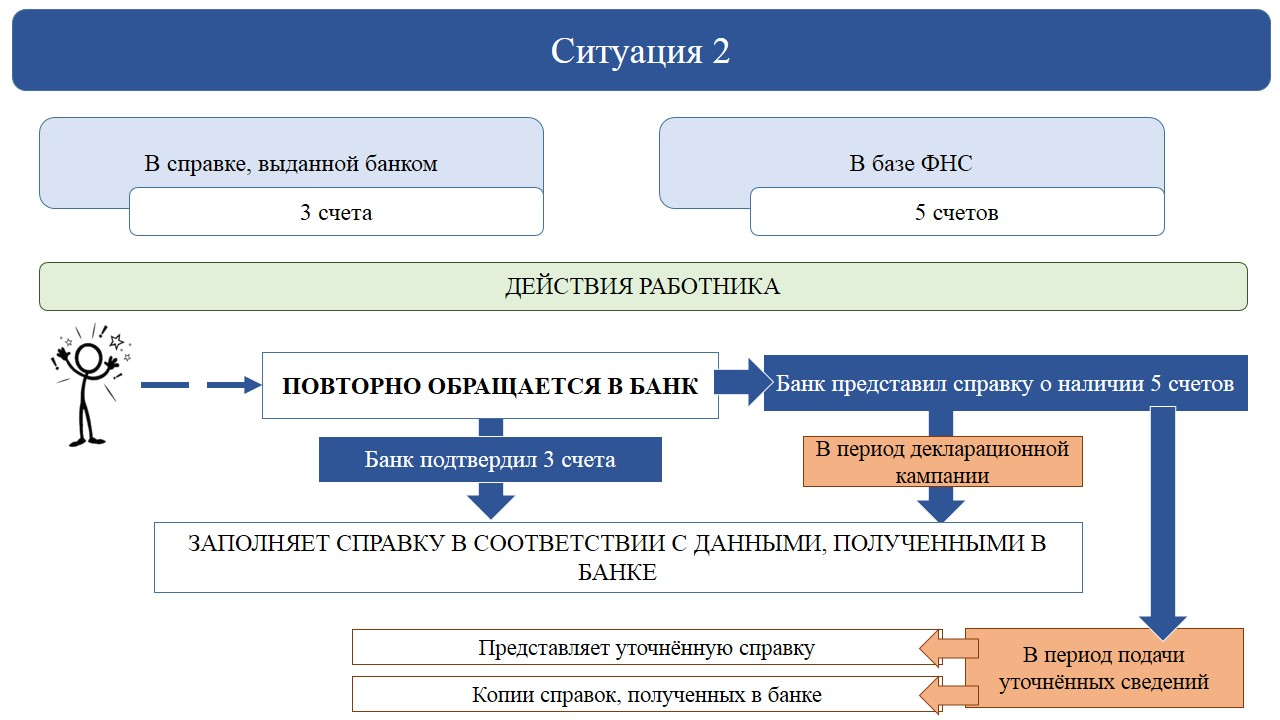 Ситуация 2
В справке, выданной банком
3 счета
В базе ФНС
5 счетов
ДЕЙСТВИЯ РАБОТНИКА
ПОВТОРНО ОБРАЩАЕТСЯ В БАНК
Банк представил справку о наличии 5 счетов
Банк подтвердил 3 счета
В период декларационной
кампании
ЗАПОЛНЯЕТ СПРАВКУ В СООТВЕТСТВИИ С ДАННЫМИ, ПОЛУЧЕННЫМИ В
БАНКЕ
Представляет уточнённую справку
Копии справок, полученных в банке
В период подачи
уточнённых сведений